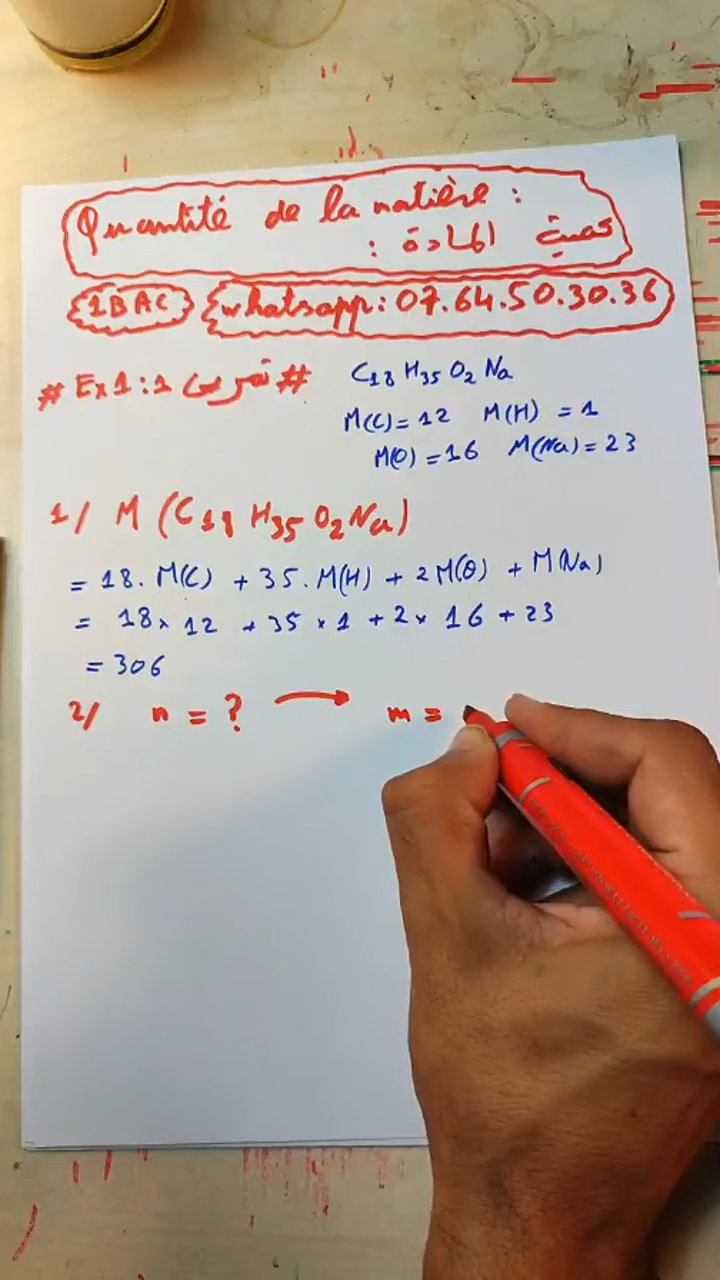 Quantité de la matière :
كمية المادة :
1BAC whatsapp: 07.64.50.30.36
# Ex1 : تمرين 1 #
C18 H35 O2 Na
M(C)= 12 M(H) = 1
M(O) = 16 M(Na) = 23
1/ M (C18 H35 O2 Na)
= 18. M(C) + 35. M(H) + 2 M(O) + M(Na)
= 18 × 12 + 35 × 1 + 2 × 16 + 23
= 306
2/ n = ? → m =